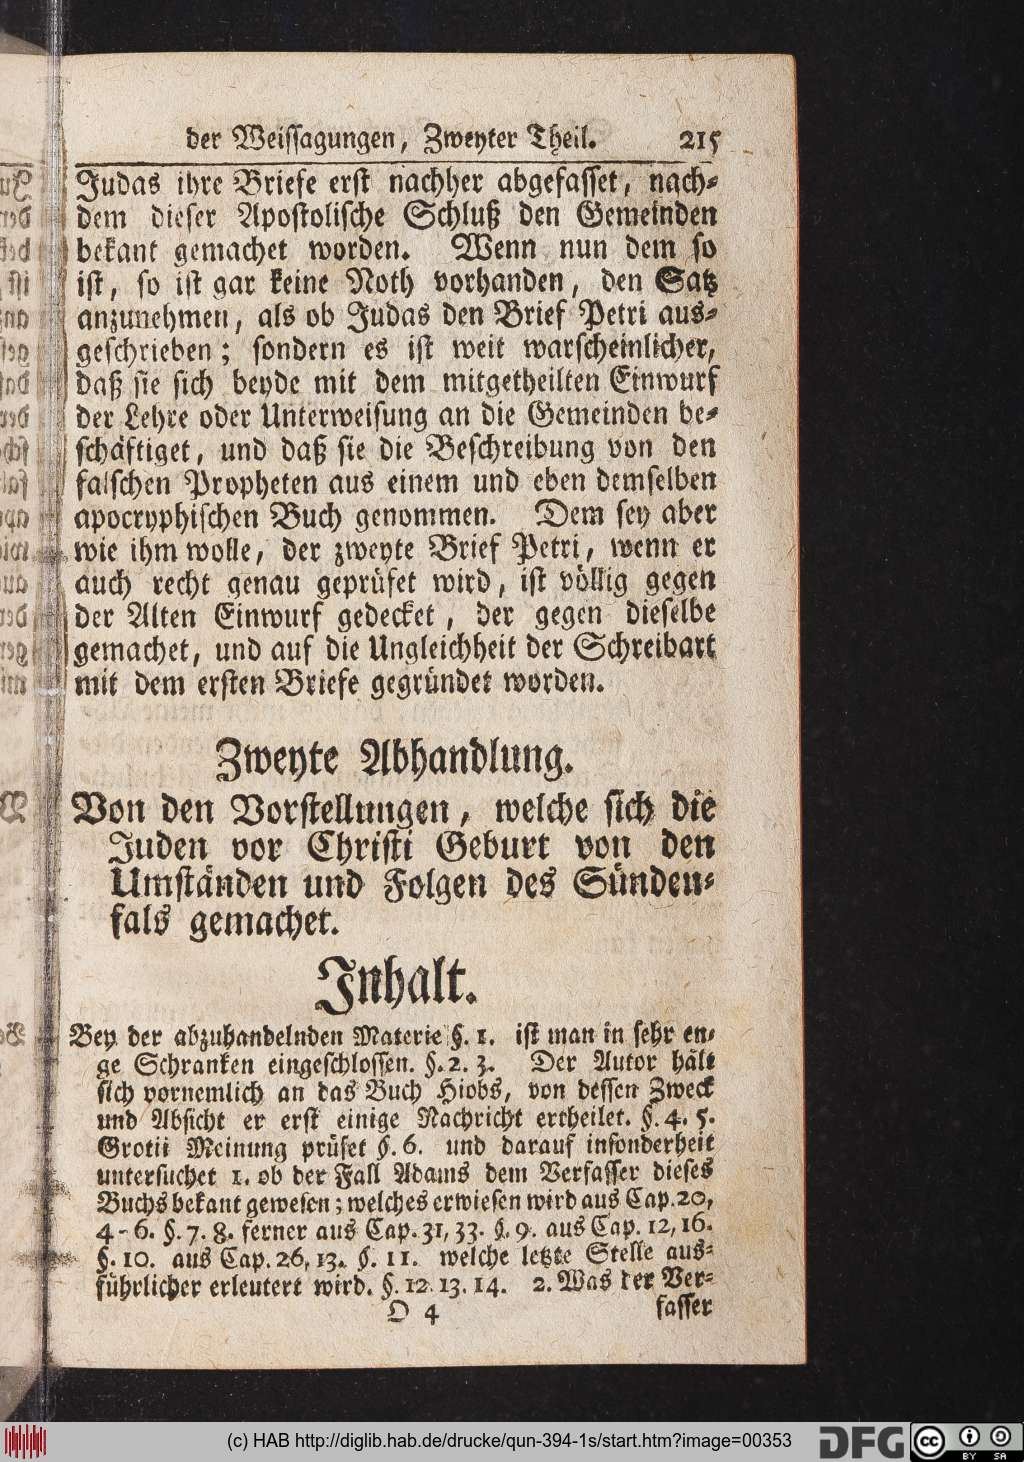 der Weissagungen, Zweyter Theil. 215
Judas ihre Briefe erst nachher abgefasset, nach-
dem dieser Apostolische Schluß den Gemeinden
bekant gemachet worden. Wenn nun dem so
ist, so ist gar keine Noth vorhanden, den Satz
anzunehmen, als ob Judas den Brief Petri aus-
geschrieben; sondern es ist weit warscheinlicher,
daß sie sich beyde mit dem mitgetheilten Einwurf
der Lehre oder Unterweisung an die Gemeinden be-
schäftiget, und daß sie die Beschreibung von den
falschen Propheten aus einem und eben demselben
apocryphischen Buch genommen. Dem sey aber
wie ihm wolle, der zweyte Brief Petri, wenn er
auch recht genau geprüfet wird, ist völlig gegen
der Alten Einwurf gedecket, der gegen dieselbe
gemachet, und auf die Ungleichheit der Schreibart
mit dem ersten Briefe gegründet worden.
Zweyte Abhandlung.
Von den Vorstellungen, welche sich die
Juden vor Christi Geburt von den
Umständen und Folgen des Sünden-
fals gemachet.
Inhalt.
Bey der abzuhandelnden Materie §. 1. ist man in sehr en-
ge Schranken eingeschlossen. §. 2. 3. Der Autor hält
sich vornemlich an das Buch Hiobs, von dessen Zweck
und Absicht er erst einige Nachricht ertheilet. §. 4. 5.
Grotii Meinung prüfet §. 6. und darauf insonderheit
untersuchet 1. ob der Fall Adams dem Verfasser dieses
Buchs bekant gewesen; welches erwiesen wird aus Cap. 20,
4-6. §. 7. 8. ferner aus Cap. 31, 33. §. 9. aus Cap. 12, 16.
§. 10. aus Cap. 26, 13. §. 11. welche letzte Stelle aus-
führlicher erleutert wird. §. 12. 13. 14. 2. Was der Ver-
O 4 fasser
(c) HAB http://diglib.hab.de/drucke/qun-394-1s/start.htm?image=00353
DFG
cc BY SA